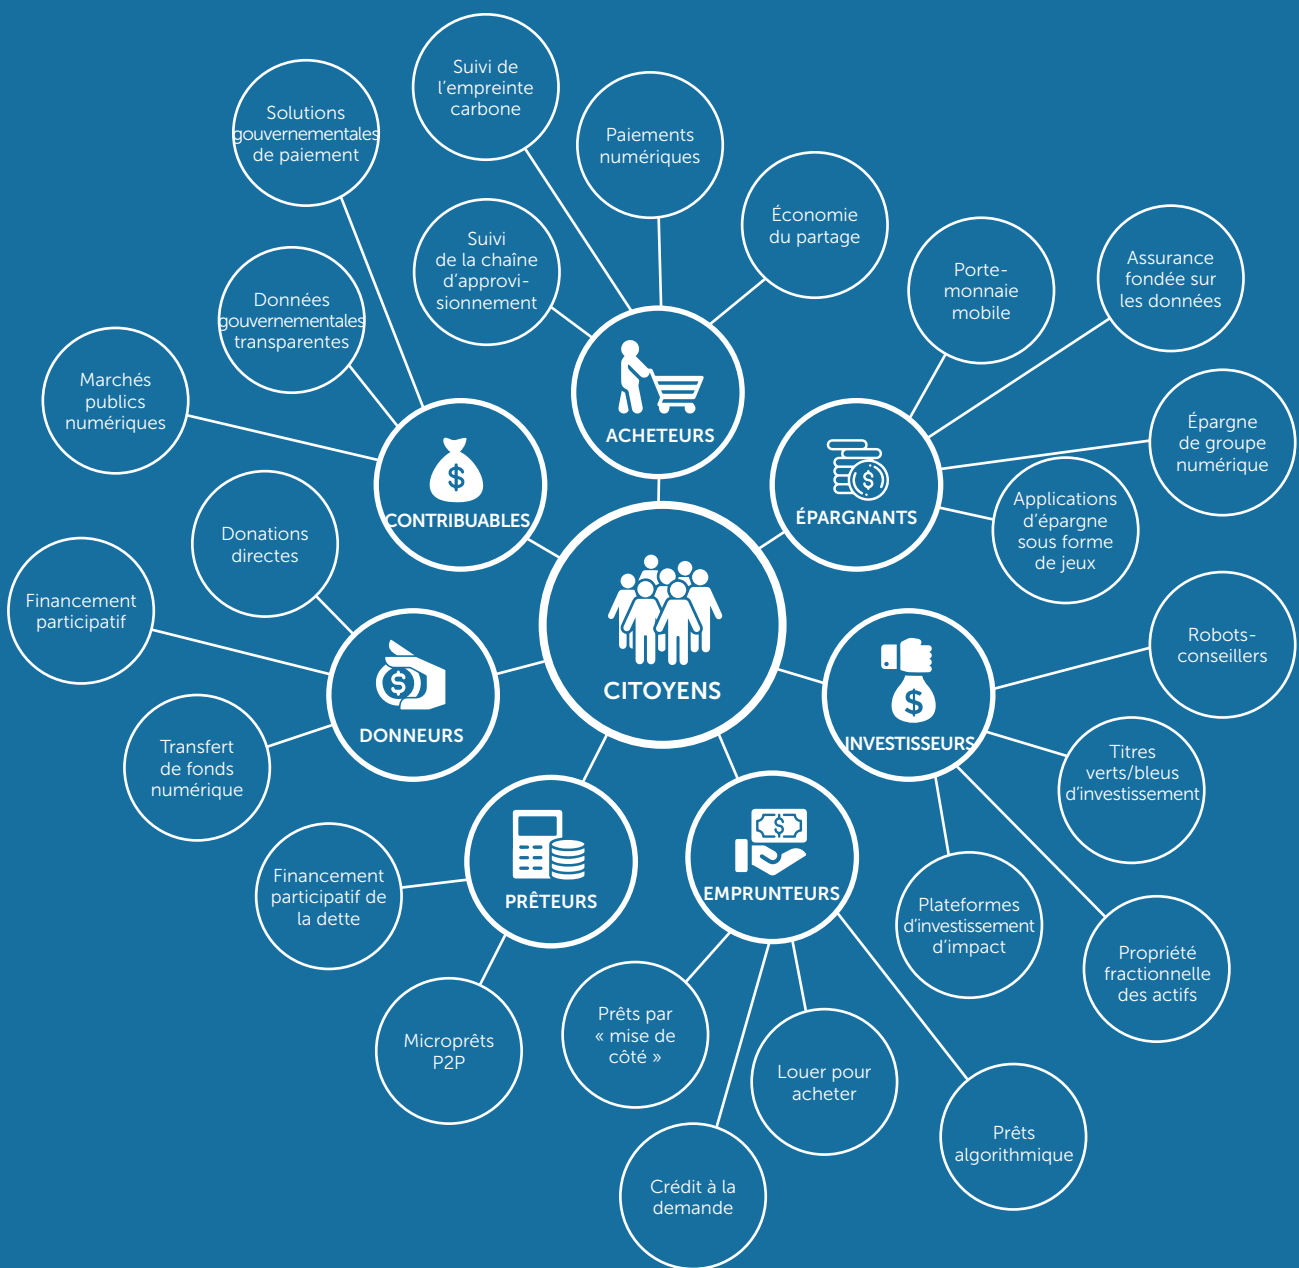 Suivi de
l'empreinte
carbone
Solutions
gouvernementales
de paiement
Paiements
numériques
Économie
du partage
Suivi
de la chaîne
d'approvi-
sionnement
Porte-
monnaie
mobile
Assurance
fondée sur
les données
Données
gouvernementales
transparentes
Marchés
publics
numériques
ACHETEURS
Épargne
de groupe
numérique
CONTRIBUABLES
ÉPARGNANTS
Applications
d'épargne
sous forme
de jeux
Donations
directes
Financement
participatif
CITOYENS
Robots-
conseillers
DONNEURS
INVESTISSEURS
Transfert
de fonds
numérique
Titres
verts/bleus
d'investissement
PRÊTEURS
EMPRUNTEURS
Financement
participatif de
la dette
Plateformes
d'investissement
d'impact
Propriété
fractionnelle
des actifs
Microprêts
P2P
Prêts par
« mise de
côté »
Louer pour
acheter
Prêts
algorithmique
Crédit à la
demande